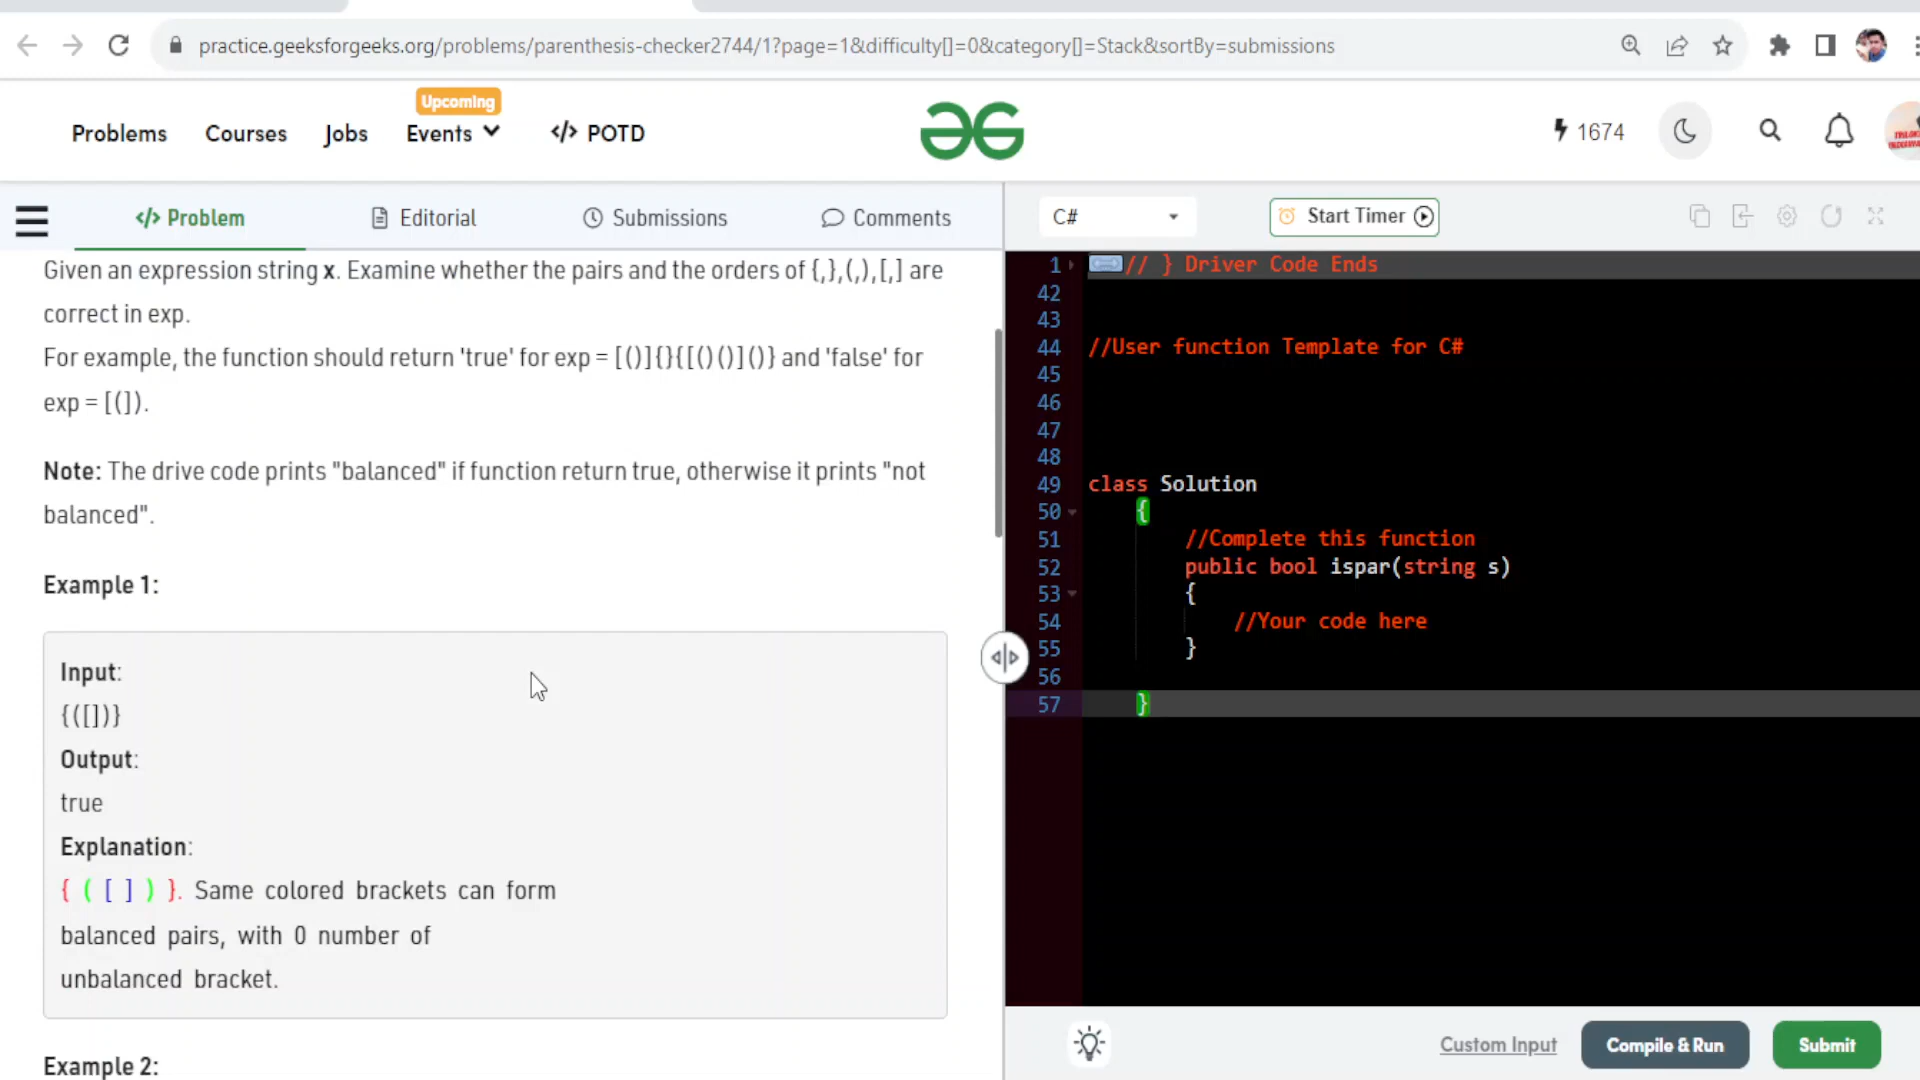 practice.geeksforgeeks.org/problems/parenthesis-checker2744/1?page=1&difficulty[]=0&category[]=Stack&sortBy=submissions
Upcoming
Problems Courses Jobs Events </> POTD
1674
</> Problem Editorial Submissions Comments
C# Start Timer
Given an expression string x. Examine whether the pairs and the orders of {,},(,),[,] are
correct in exp.
For example, the function should return 'true' for exp = [()]{}{[()()]()} and 'false' for
exp = [(]).
Note: The drive code prints "balanced" if function return true, otherwise it prints "not
balanced".
Example 1:
Input:
{([])}
Output:
true
Explanation:
{ ( [ ] ) }. Same colored brackets can form
balanced pairs, with 0 number of
unbalanced bracket.
Example 2:
1 // } Driver Code Ends
42
43
44 //User function Template for C#
45
46
47
48
49 class Solution
50 {
51 //Complete this function
52 public bool ispar(string s)
53 {
54 //Your code here
55 }
56
57 }
Custom Input Compile & Run Submit